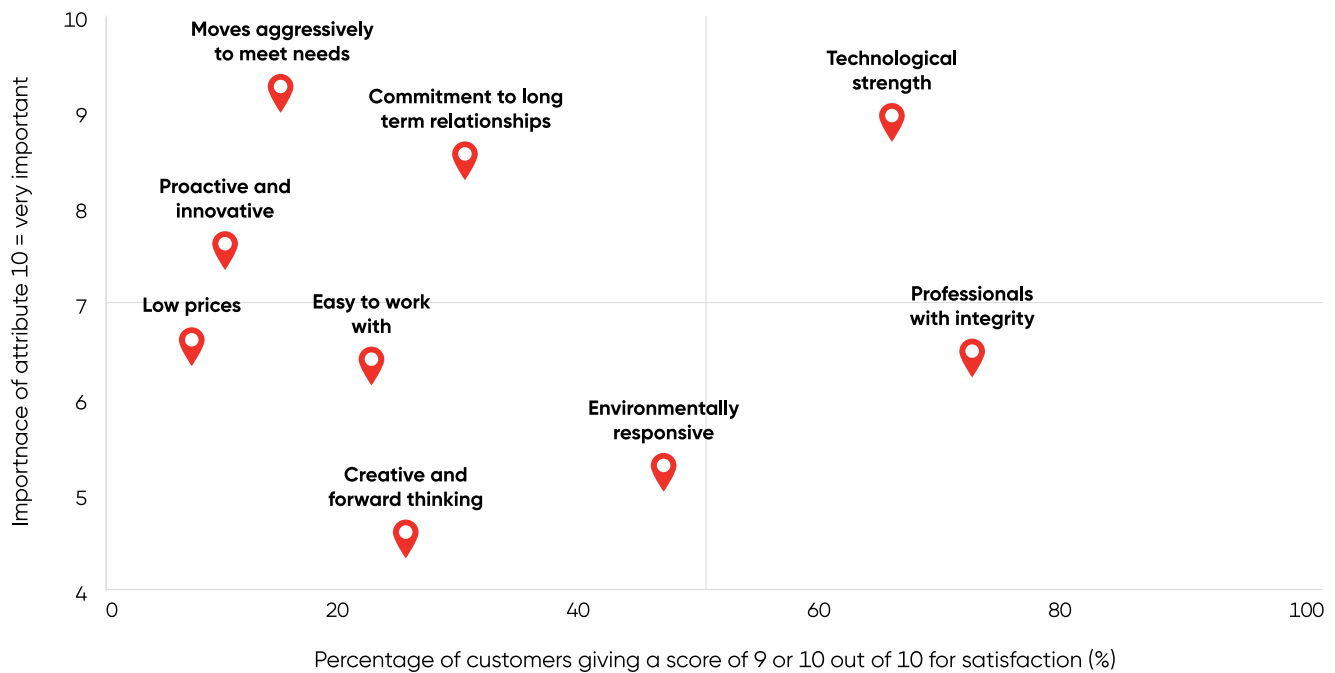 10
Moves aggressively
to meet needs
Technological
strength
Commitment to long
term relationships
9
Proactive and
innovative
8
Low prices
Easy to work
with
Professionals
with integrity
7
6
Environmentally
responsive
Creative and
forward thinking
5
4
0
20
40
60
80
100
Importnace of attribute 10 = very important
Percentage of customers giving a score of 9 or 10 out of 10 for satisfaction (%)